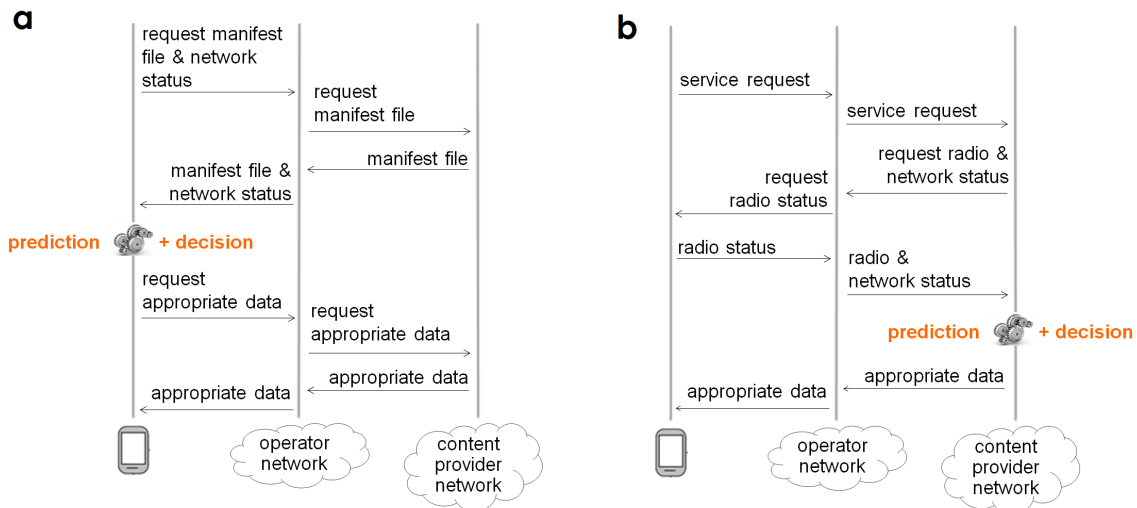 a
request manifest
file & network
status
request
manifest file
manifest file
manifest file &
network status
prediction + decision
request
appropriate data
request
appropriate data
appropriate data
appropriate data
operator
network
content
provider
network
b
service request
service request
request radio &
network status
request
radio status
radio status
radio &
network status
prediction + decision
appropriate data
appropriate data
operator
network
content
provider
network